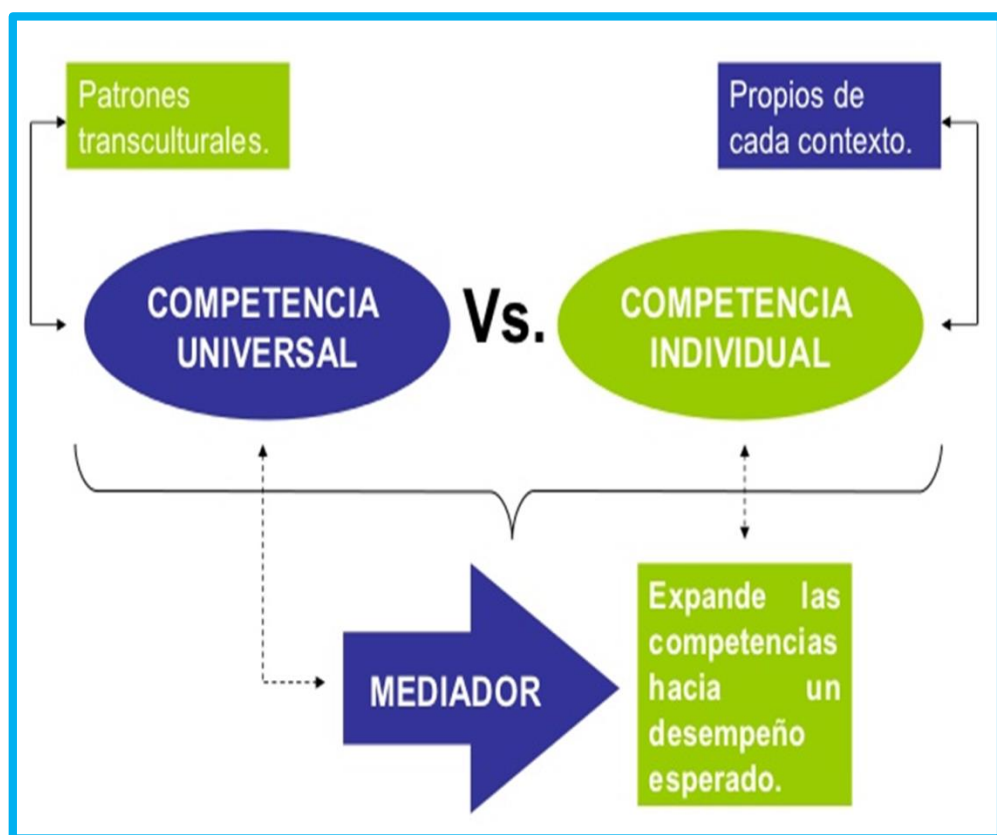 Patrones
transculturales.
Propios de
cada contexto.
COMPETENCIA
UNIVERSAL
Vs.
COMPETENCIA
INDIVIDUAL
MEDIADOR
Expande las
competencias
hacia un
desempeño
esperado.